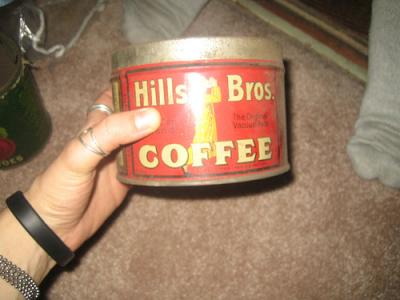 Hills Bros.
The Original
Vacuum Pack
COFFEE